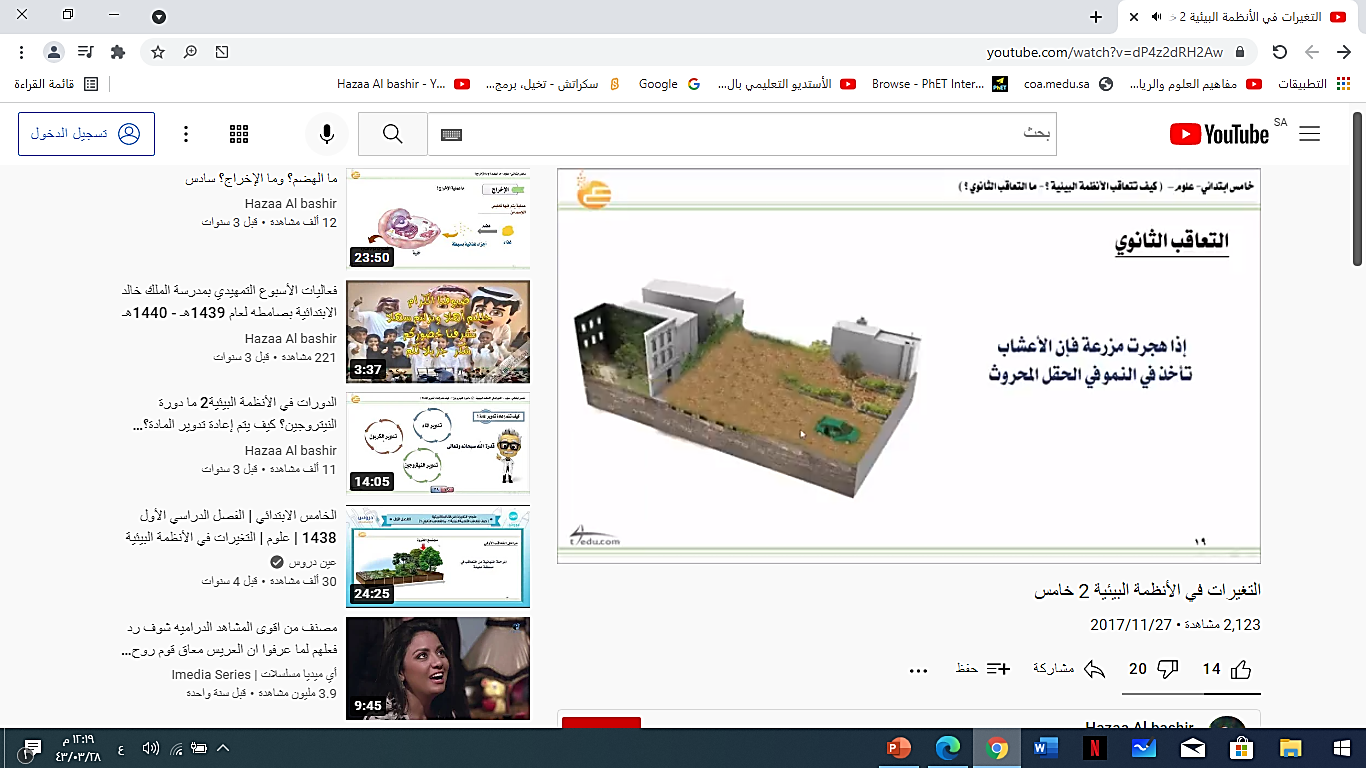 التغيرات في الأنظمة البيئية 2 خ
youtube.com/watch?v=dP4z2dRH2Aw
التطبيقات
مفاهيم العلوم والريا...
coa.medu.sa
Browse - PhET Inter...
الأستديو التعليمي بال...
Google
سكراتش - تخيل، برمج...
Hazaa Al bashir - Y...
قائمة القراءة
YouTube SA
بحث
تسجيل الدخول
خامس إبتدائي- علوم - ( كيف تتعاقب الأنظمة البيئية ؟- ما التعاقب الثانوي ؟ )
التعاقب الثانوي
إذا هجرت مزرعة فإن الأعشاب
تأخذ في النمو في الحقل المحروث
t4edu.com
١٩
التغيرات في الأنظمة البيئية 2 خامس
2,123 مشاهدة • 2017/11/27
14
20
مشاركة
حفظ
Hazaa Al bashir
الإخراج
23:50
ما الهضم؟ وما الإخراج؟ سادس
Hazaa Al bashir
12 ألف مشاهدة • قبل 3 سنوات
3:37
فعاليات الأسبوع التمهيدي بمدرسة الملك خالد
الابتدائية بصامطه لعام 1439هـ - 1440هـ
Hazaa Al bashir
221 مشاهدة • قبل 3 سنوات
تدوير الماء
تدوير الكربون
تدوير النيتروجين
14:05
الدورات في الأنظمة البيئية2 ما دورة
النيتروجين؟ كيف يتم إعادة تدوير المادة؟...
Hazaa Al bashir
11 ألف مشاهدة • قبل 3 سنوات
24:25
الخامس الابتدائي | الفصل الدراسي الأول
1438 | علوم | التغيرات في الأنظمة البيئية
عين دروس
30 ألف مشاهدة • قبل 4 سنوات
9:45
مصنف من اقوى المشاهد الدراميه شوف رد
فعلهم لما عرفوا ان العريس معاق قوم روح...
أي ميديا مسلسلات | Imedia Series
3.9 مليون مشاهدة • قبل سنة واحدة
ع
١٢:١٩ م
٤٣/٠٣/٢٨